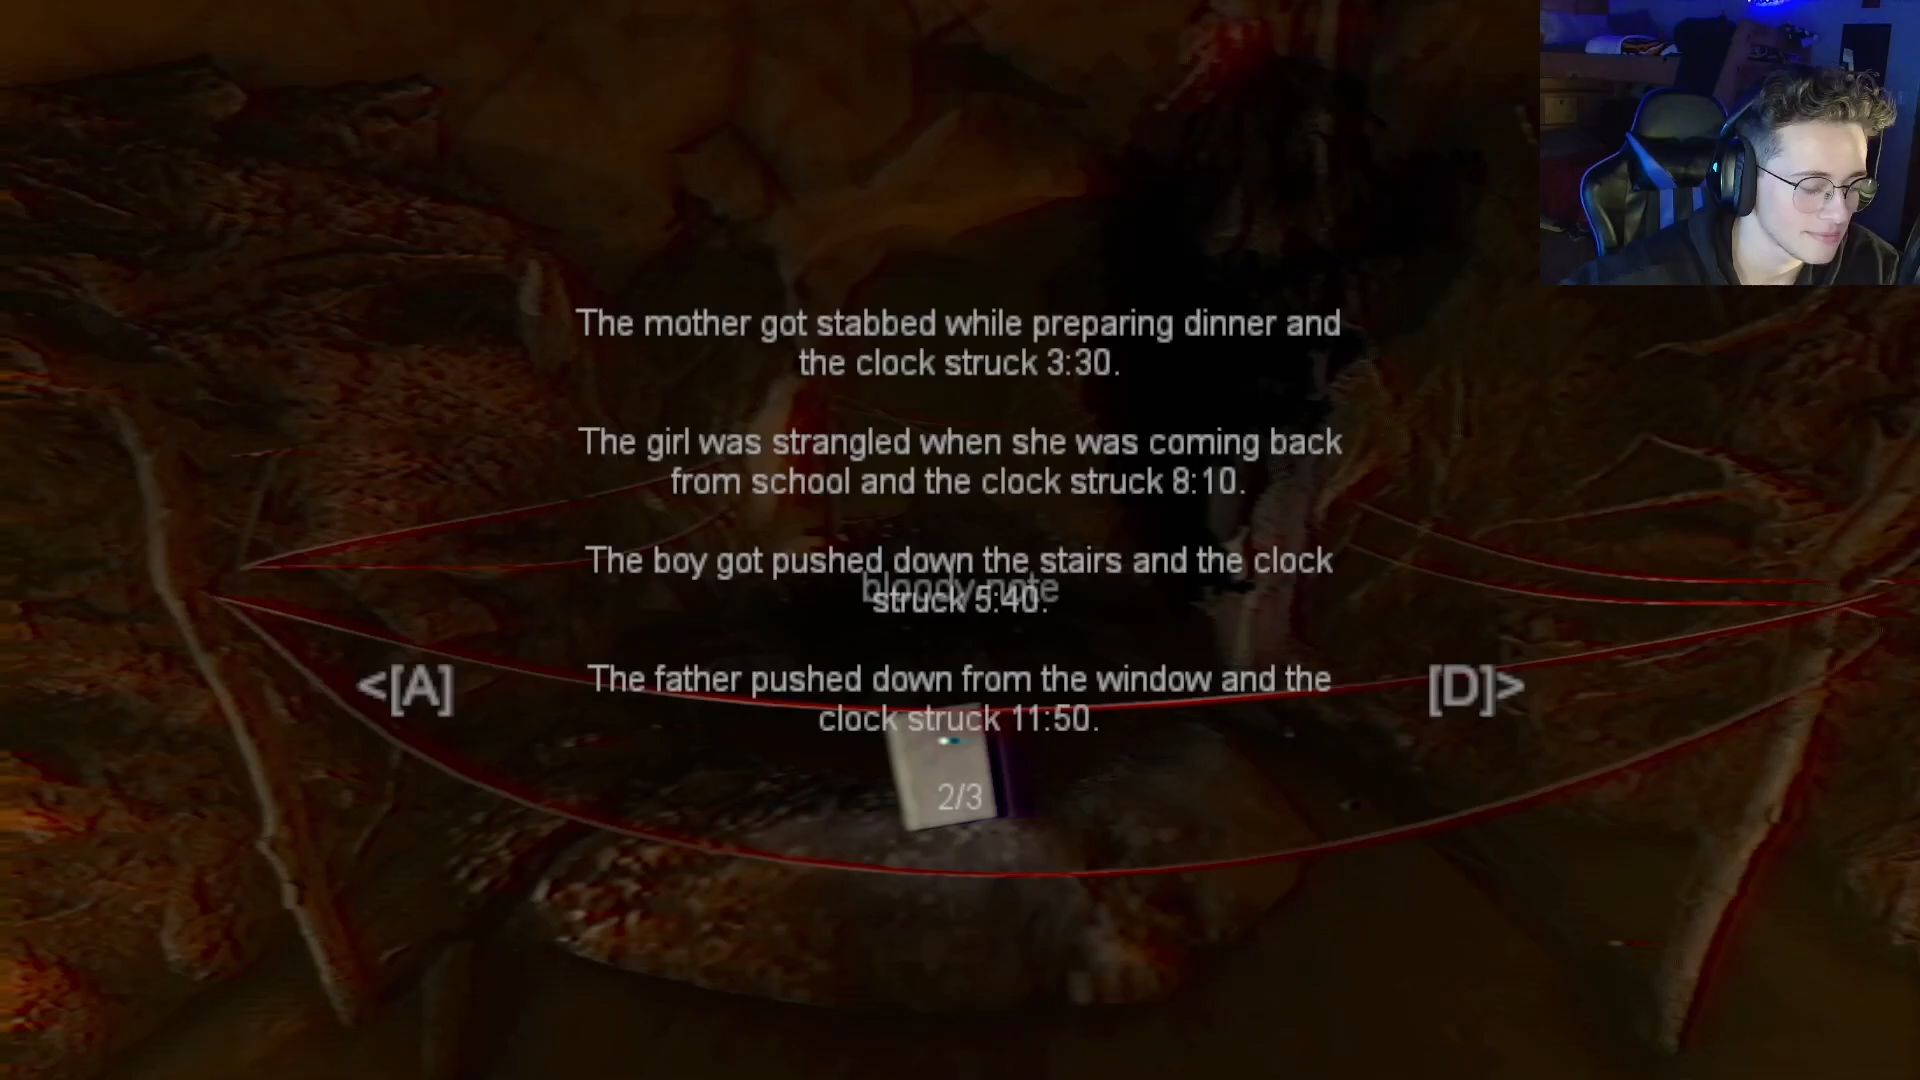 The mother got stabbed while preparing dinner and
the clock struck 3:30.
The girl was strangled when she was coming back
from school and the clock struck 8:10.
The boy got pushed down the stairs and the clock
bloody note
struck 5:40.
<[A]
[D]>
The father pushed down from the window and the
clock struck 11:50.
2/3